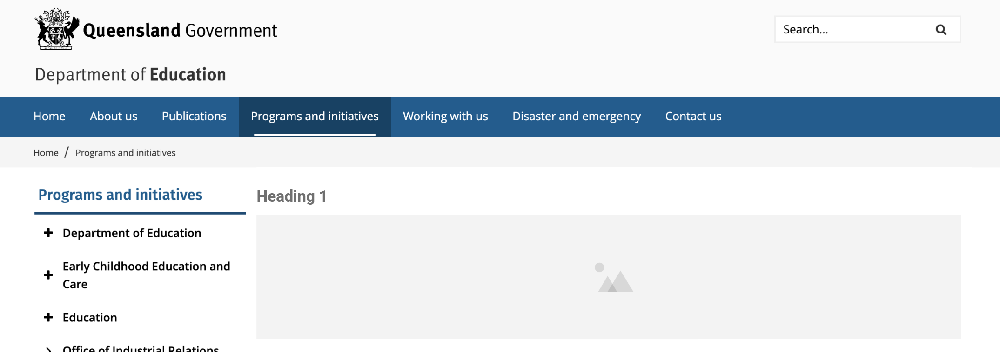 Queensland Government
Search...
Department of Education
Home About us Publications Programs and initiatives Working with us Disaster and emergency Contact us
Home / Programs and initiatives
Programs and initiatives
Heading 1
Department of Education
Early Childhood Education and
Care
Education
Office of Industrial Relations